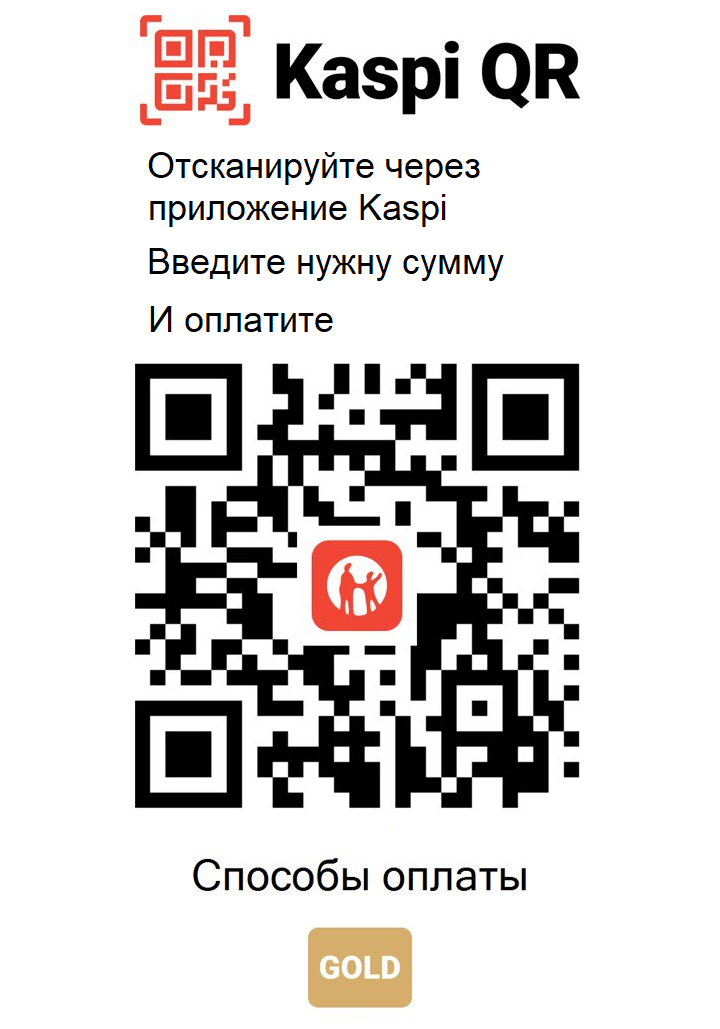 Kaspi QR
Отсканируйте через
приложение Kaspi
Введите нужну сумму
И оплатите
Способы оплаты
GOLD